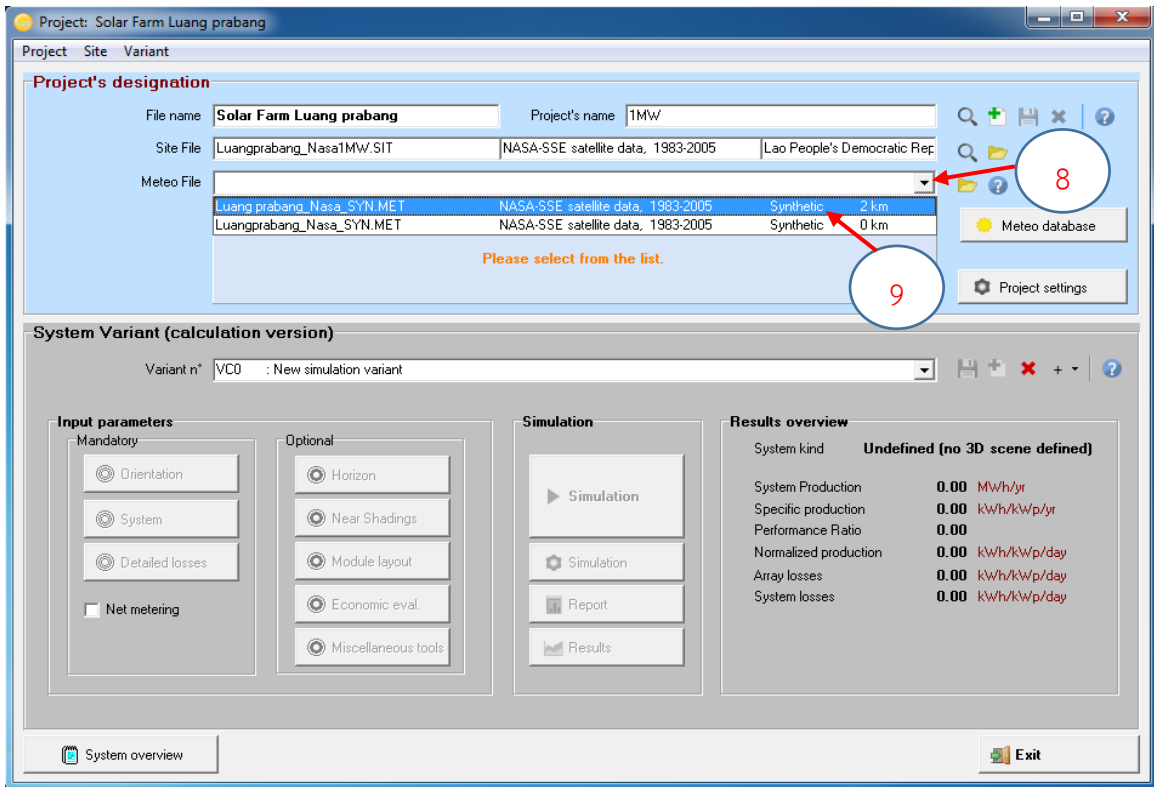 Project: Solar Farm Luang prabang
Project Site Variant
Project's designation
File name Solar Farm Luang prabang Project's name 1MW
Site File Luangprabang_Nasa1MW.SIT NASA-SSE satellite data, 1983-2005 Lao People's Democratic Rep
Meteo File
8
Luang prabang_Nasa_SYN.MET NASA-SSE satellite data, 1983-2005 Synthetic 2 km
Luangprabang_Nasa_SYN.MET NASA-SSE satellite data, 1983-2005 Synthetic 0 km
Meteo database
Please select from the list.
9
Project settings
System Variant (calculation version)
Variant n° VC0 : New simulation variant
Input parameters
Mandatory
Orientation
System
Detailed losses
Net metering
Optional
Horizon
Near Shadings
Module layout
Economic eval.
Miscellaneous tools
Simulation
Simulation
Simulation
Report
Results
Results overview
System kind Undefined (no 3D scene defined)
System Production 0.00 MWh/yr
Specific production 0.00 kWh/kWp/yr
Performance Ratio 0.00
Normalized production 0.00 kWh/kWp/day
Array losses 0.00 kWh/kWp/day
System losses 0.00 kWh/kWp/day
System overview
Exit